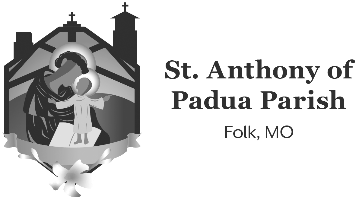 St. Anthony of
Padua Parish
Folk, MO